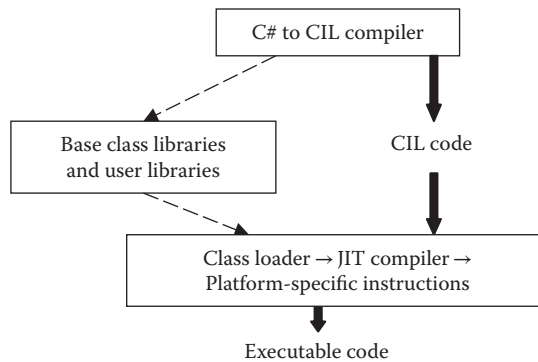 C# to CIL compiler
Base class libraries
and user libraries
CIL code
Class loader → JIT compiler →
Platform-specific instructions
Executable code